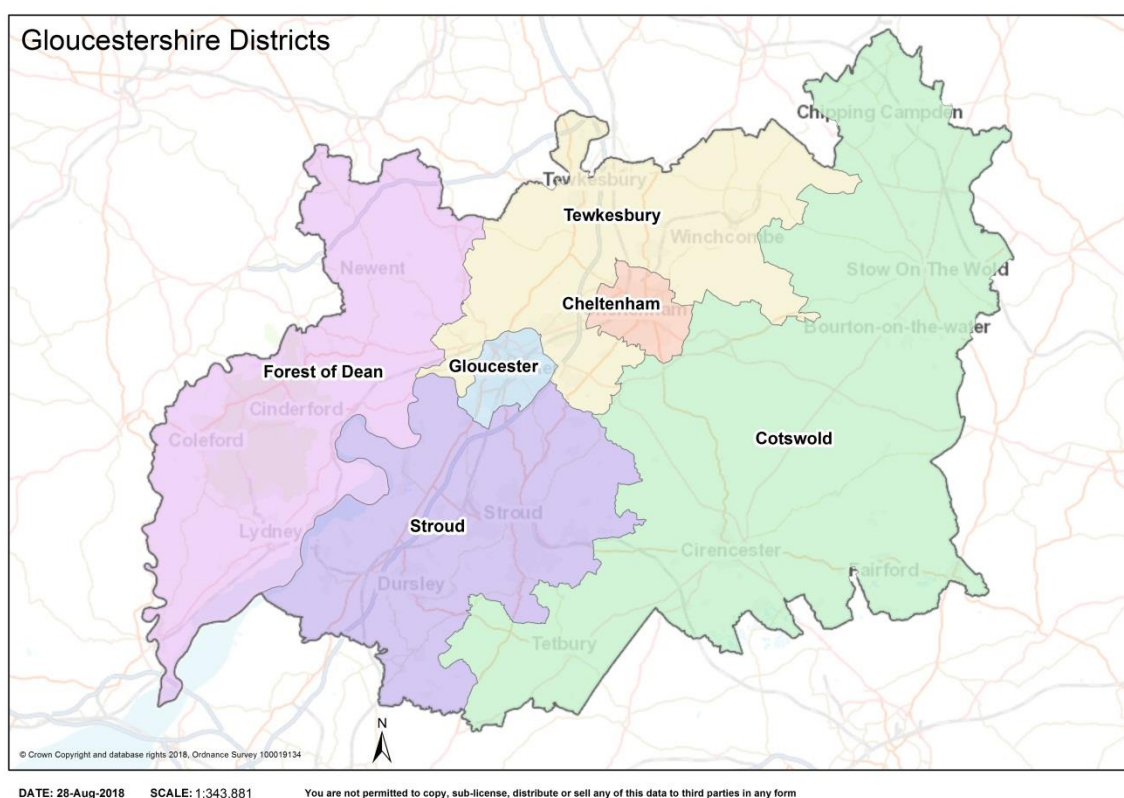 Gloucestershire Districts
Chipping Campden
Tewkesbury
Tewkesbury
Winchcombe
Newent
Stow On The Wold
Cheltenham
Bourton-on-the-water
Gloucester
Forest of Dean
Cinderford
Coleford
Cotswold
Stroud
Stroud
Lydney
Cirencester
Fairford
Dursley
Tetbury
N
© Crown Copyright and database rights 2018, Ordnance Survey 100019134
DATE: 28-Aug-2018 SCALE: 1:343.881 You are not permitted to copy, sub-license, distribute or sell any of this data to third parties in any form